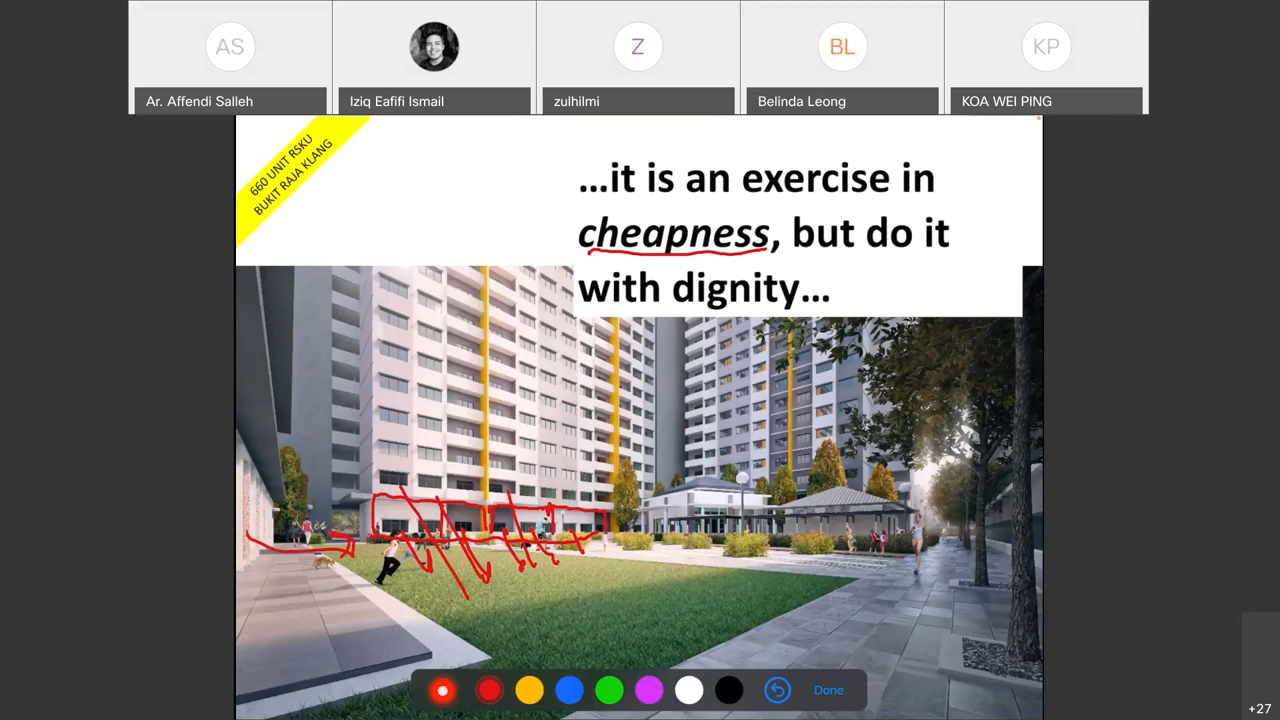 AS
Z
BL
KP
Ar. Affendi Salleh
Iziq Eafifi Ismail
zulhilmi
Belinda Leong
KOA WEI PING
660 UNIT RSKU
BUKIT RAJA KLANG
...it is an exercise in
cheapness, but do it
with dignity...
Done
+27